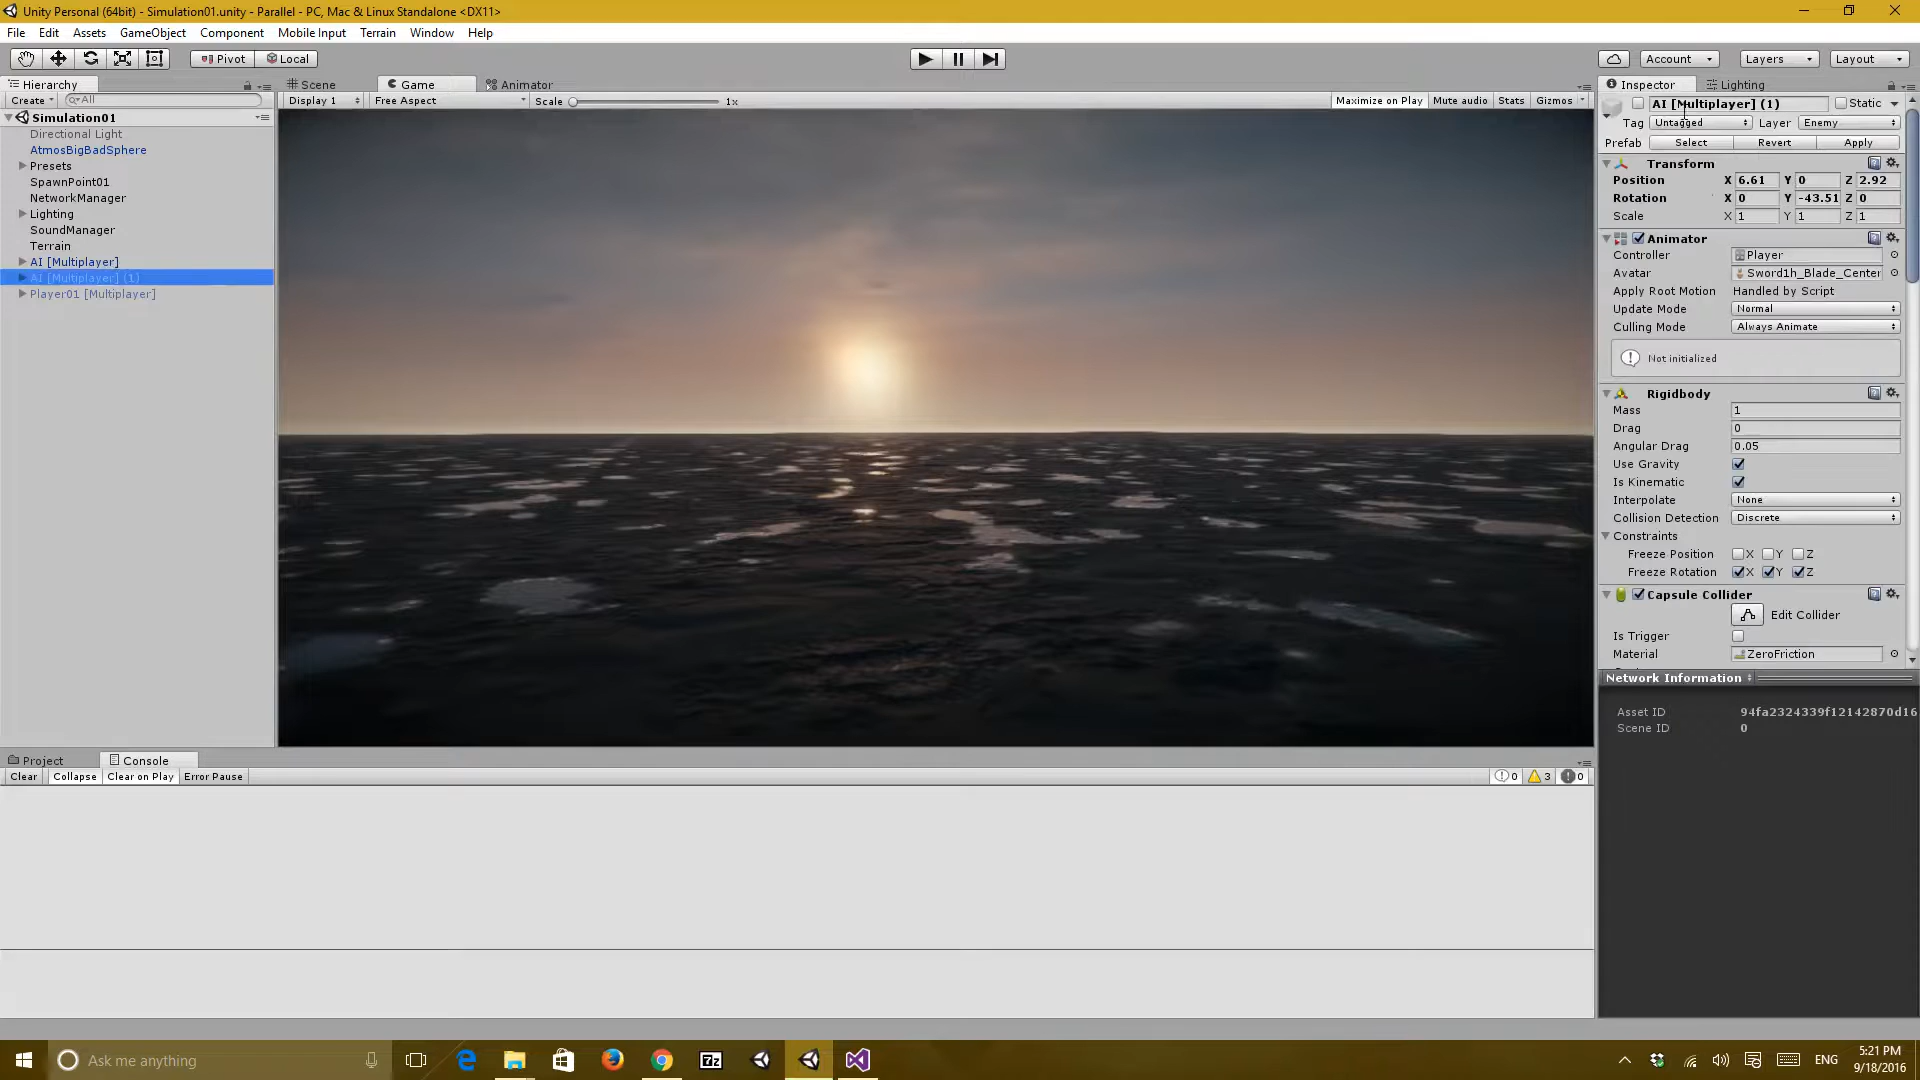 Unity Personal (64bit) - Simulation01.unity - Parallel - PC, Mac & Linux Standalone <DX11>
File Edit Assets GameObject Component Mobile Input Terrain Window Help
Pivot Local Account Layers Layout
Hierarchy Scene Game Animator Inspector Lighting
Create All Display 1 Free Aspect Scale 1x Maximize on Play Mute audio Stats Gizmos
Simulation01
Directional Light
AtmosBigBadSphere
Presets
SpawnPoint01
NetworkManager
Lighting
SoundManager
Terrain
AI [Multiplayer]
AI [Multiplayer] (1)
Player01 [Multiplayer]
AI [Multiplayer] (1) Static
Tag Untagged Layer Enemy
Prefab Select Revert Apply
Transform
Position X 6.61 Y 0 Z 2.92
Rotation X 0 Y -43.51 Z 0
Scale X 1 Y 1 Z 1
Animator
Controller Player
Avatar Sword1h_Blade_Center
Apply Root Motion Handled by Script
Update Mode Normal
Culling Mode Always Animate
Not initialized
Rigidbody
Mass 1
Drag 0
Angular Drag 0.05
Use Gravity
Is Kinematic
Interpolate None
Collision Detection Discrete
Constraints
Freeze Position X Y Z
Freeze Rotation X Y Z
Capsule Collider
Edit Collider
Is Trigger
Material ZeroFriction
Network Information
Asset ID 94fa2324339f12142870d16
Scene ID 0
Project Console
Clear Collapse Clear on Play Error Pause 0 3 0
Ask me anything
7z
ENG
5:21 PM
9/18/2016